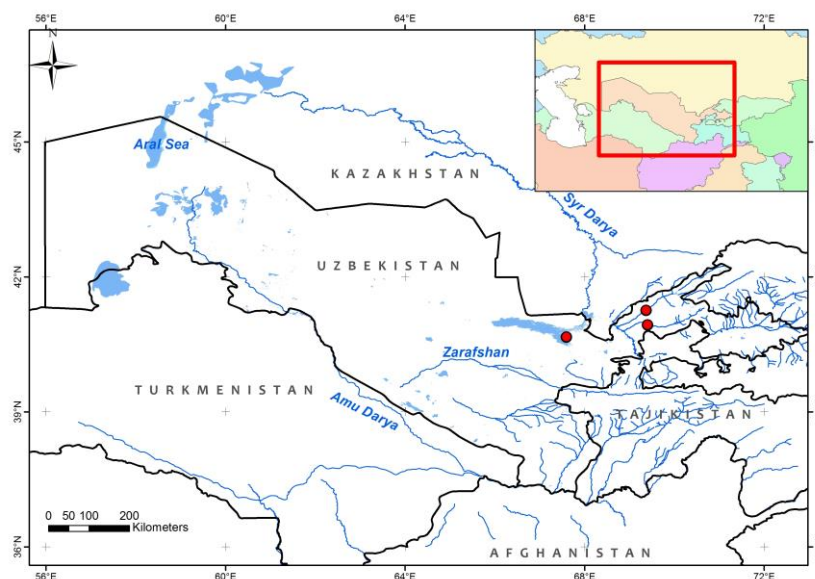 56°E 60°E 64°E 68°E 72°E
N
45°N
Aral Sea
KAZAKHSTAN
Syr Darya
42°N
UZBEKISTAN
Zarafshan
TURKMENISTAN
Amu Darya
39°N
TAJIKISTAN
0 50 100 200
Kilometers
36°N
AFGHANISTAN
56°E 60°E 64°E 68°E 72°E